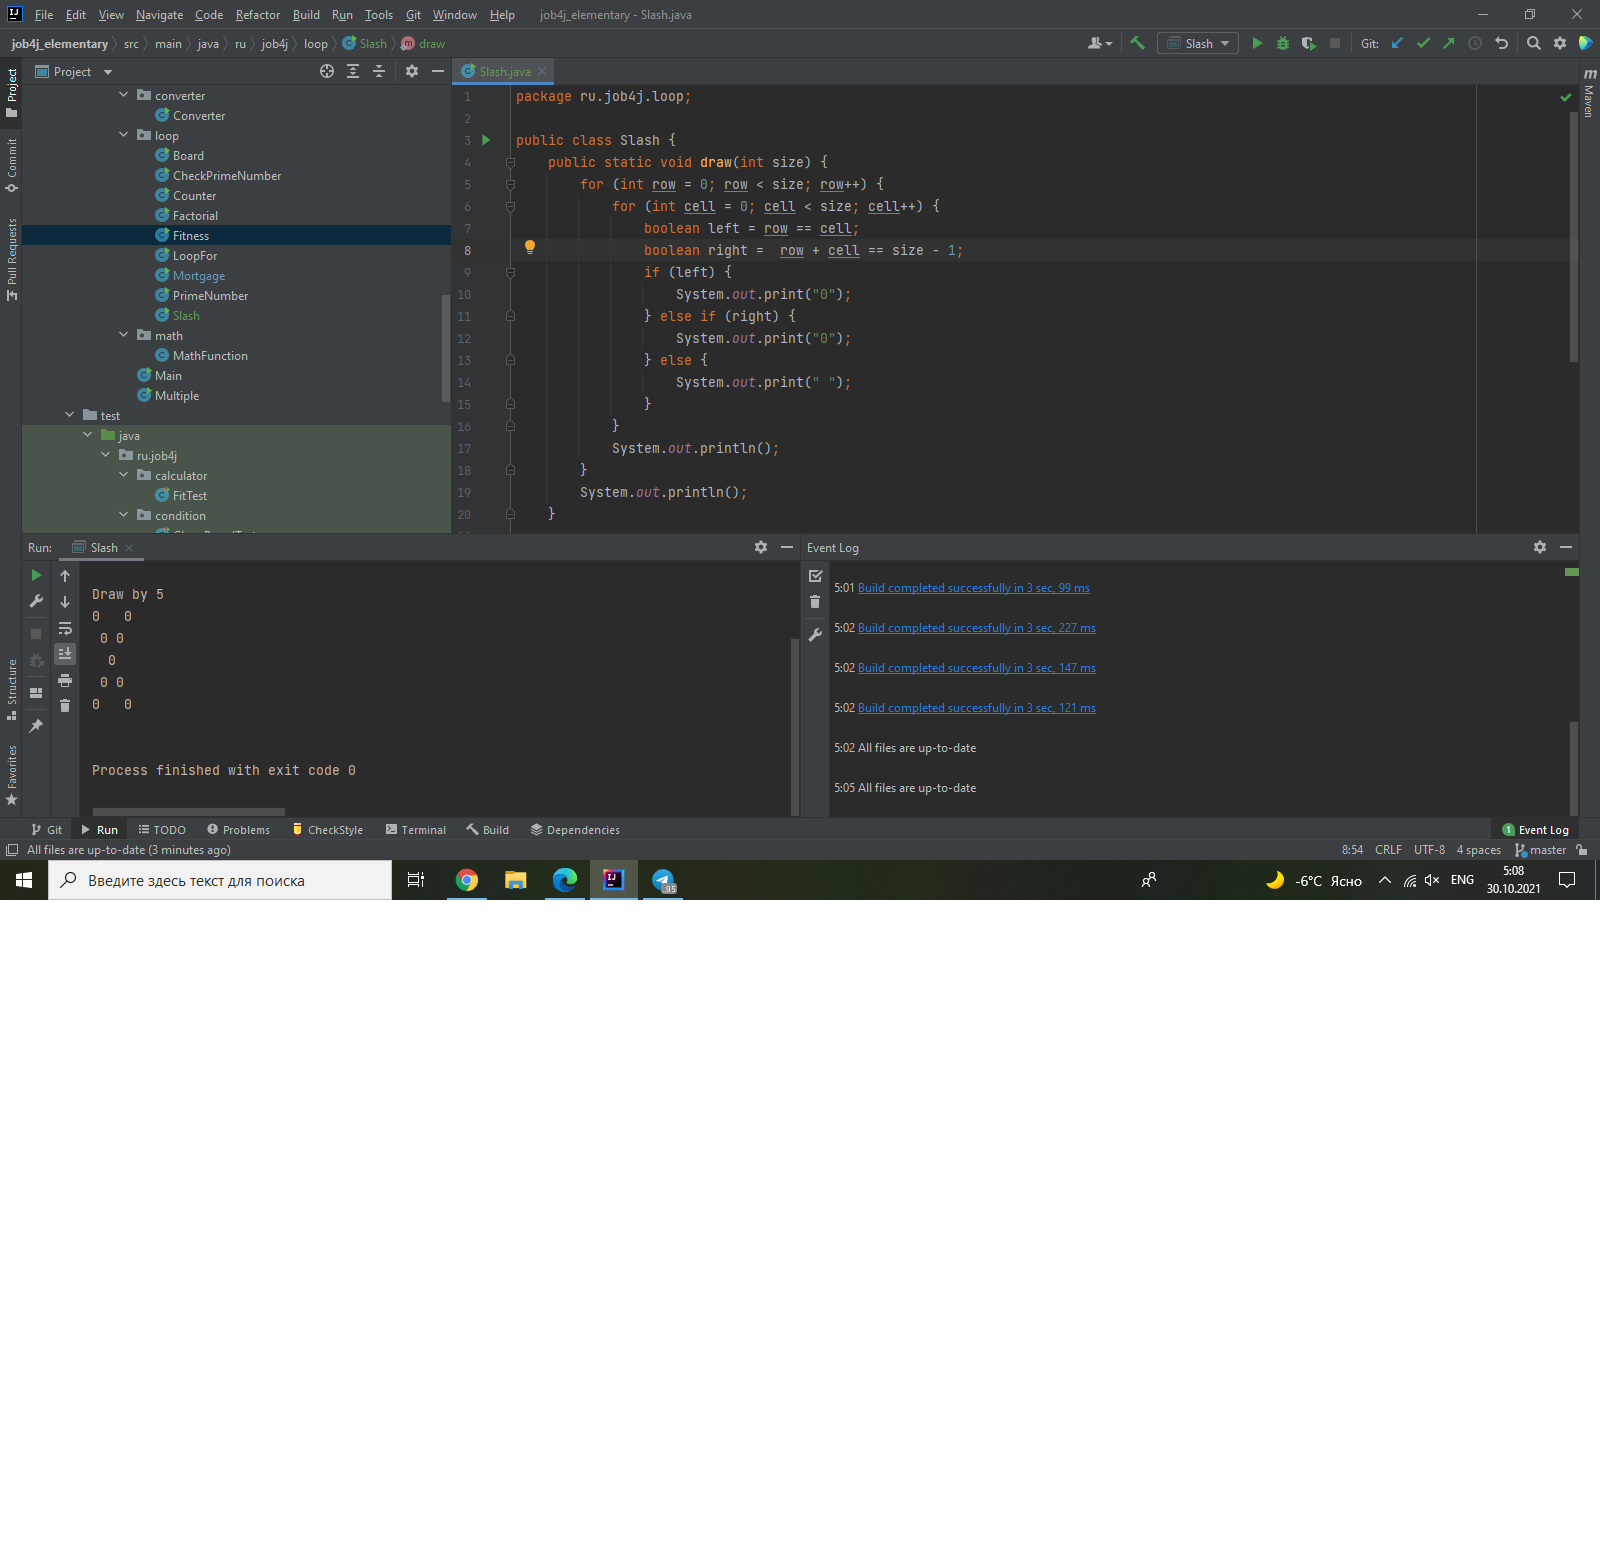 File Edit View Navigate Code Refactor Build Run Tools Git Window Help job4j_elementary - Slash.java
job4j_elementary src main java ru job4j loop Slash draw Slash Git:
Project
Project
Commit
Pull Requests
Structure
Favorites
converter
Converter
loop
Board
CheckPrimeNumber
Counter
Factorial
Fitness
LoopFor
Mortgage
PrimeNumber
Slash
math
MathFunction
Main
Multiple
test
java
ru.job4j
calculator
FitTest
condition
Slash.java
1 package ru.job4j.loop;
2
3 public class Slash {
4 public static void draw(int size) {
5 for (int row = 0; row < size; row++) {
6 for (int cell = 0; cell < size; cell++) {
7 boolean left = row == cell;
8 boolean right =  row + cell == size - 1;
9 if (left) {
10 System.out.print("0");
11 } else if (right) {
12 System.out.print("0");
13 } else {
14 System.out.print(" ");
15 }
16 }
17 System.out.println();
18 }
19 System.out.println();
20 }
Maven
Run: Slash
Draw by 5
0   0
 0 0
  0
 0 0
0   0
Process finished with exit code 0
Event Log
5:01 Build completed successfully in 3 sec, 99 ms
5:02 Build completed successfully in 3 sec, 227 ms
5:02 Build completed successfully in 3 sec, 147 ms
5:02 Build completed successfully in 3 sec, 121 ms
5:02 All files are up-to-date
5:05 All files are up-to-date
Git Run TODO Problems CheckStyle Terminal Build Dependencies 1 Event Log
All files are up-to-date (3 minutes ago) 8:54 CRLF UTF-8 4 spaces master
Введите здесь текст для поиска
-6°C Ясно ENG 5:08
30.10.2021